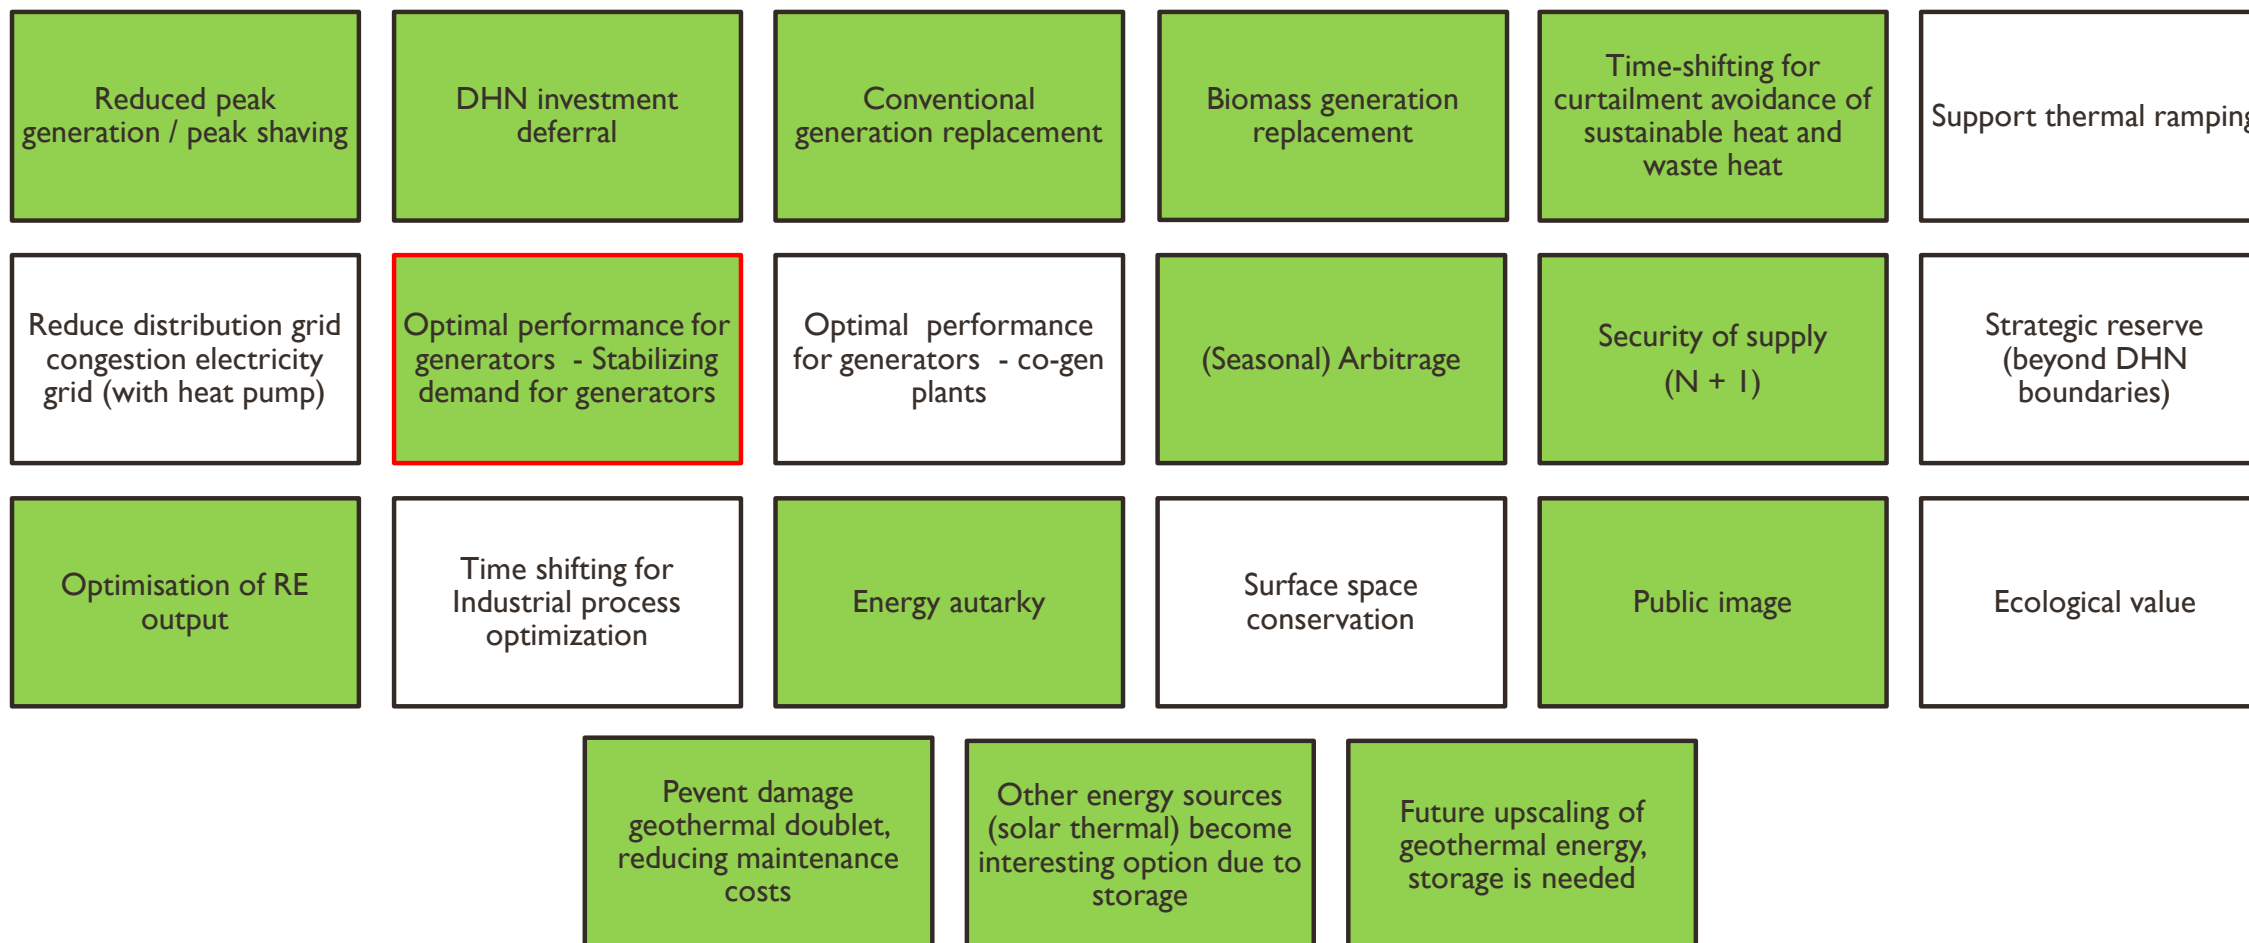 Reduced peak
generation / peak shaving
DHN investment
deferral
Conventional
generation replacement
Biomass generation
replacement
Time-shifting for
curtailment avoidance of
sustainable heat and
waste heat
Support thermal ramping
Reduce distribution grid
congestion electricity
grid (with heat pump)
Optimal performance for
generators - Stabilizing
demand for generators
Optimal performance
for generators - co-gen
plants
(Seasonal) Arbitrage
Security of supply
(N + 1)
Strategic reserve
(beyond DHN
boundaries)
Optimisation of RE
output
Time shifting for
Industrial process
optimization
Energy autarky
Surface space
conservation
Public image
Ecological value
Pevent damage
geothermal doublet,
reducing maintenance
costs
Other energy sources
(solar thermal) become
interesting option due to
storage
Future upscaling of
geothermal energy,
storage is needed